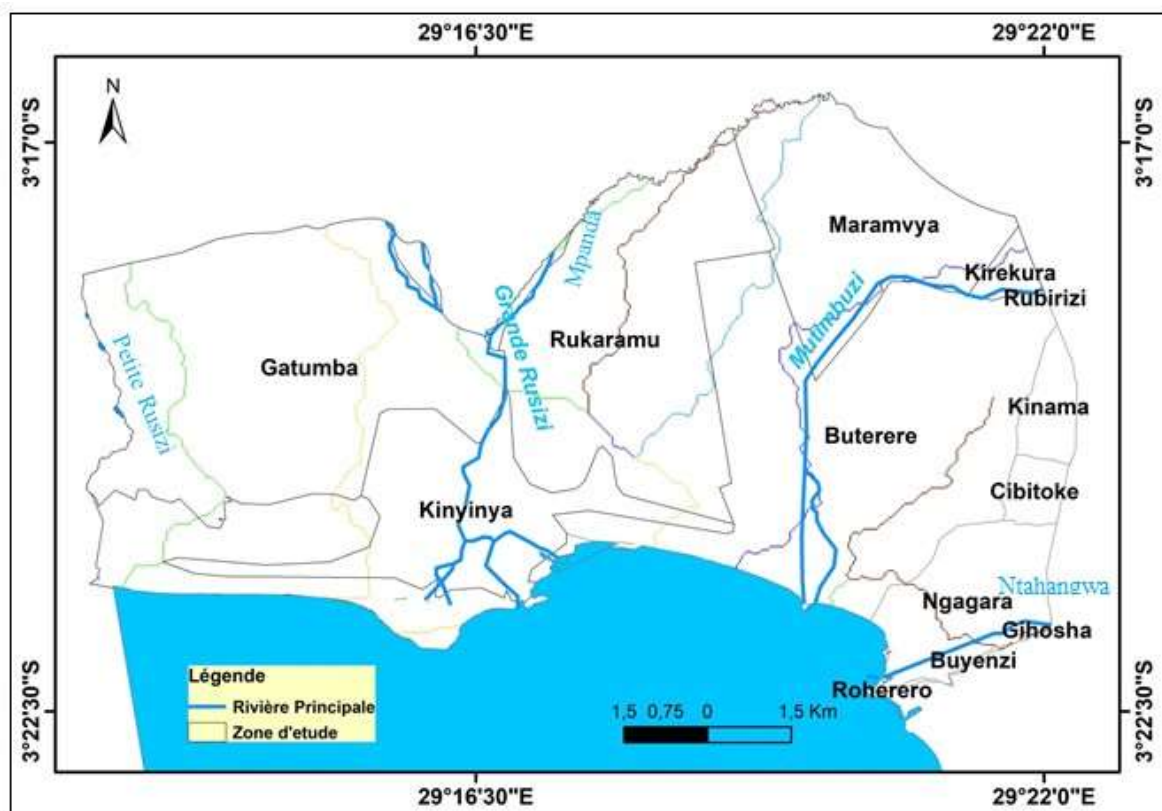 29°16'30"E
29°22'0"E
N
3°17'0"S
3°17'0"S
Maramvya
Kirekura
Rubirizi
Mpanda
Mutimbuzi
Grande Rusizi
Rukaramu
Petite Rusizi
Gatumba
Kinama
Buterere
Cibitoke
Kinyinya
Ntahangwa
Ngagara
Gihosha
Buyenzi
Roherero
Légende
Rivière Principale
Zone d'etude
1,5 0,75 0 1,5 Km
3°22'30"S
3°22'30"S
29°16'30"E
29°22'0"E